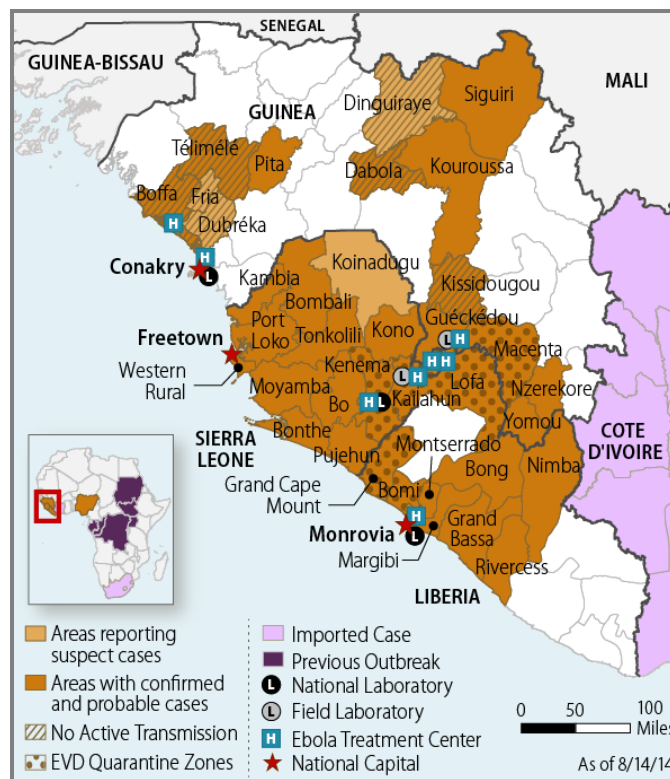 SENEGAL
GUINEA-BISSAU
MALI
GUINEA
Dinguiraye
Siguiri
Télimélé
Pita
Dabola
Kouroussa
Boffa
Fria
Dubréka
H
H
Conakry
L
Koinadugu
Kambia
Kissidougou
Bombali
Port
Loko
Guéckédou
Freetown
Tonkolili
Kono
L
H
Macenta
Western
Rural
Kenema
H
H
L
H
Lofa
Nzerekore
Moyamba
Kailahun
Bo
H
L
Yomou
COTE
D'IVOIRE
Bonthe
SIERRA
LEONE
Pujehun
Montserrado
Bong
Nimba
Grand Cape
Mount
Bomi
H
Monrovia
L
Grand
Bassa
Margibi
Rivercess
LIBERIA
Areas reporting
suspect cases
Areas with confirmed
and probable cases
No Active Transmission
EVD Quarantine Zones
Imported Case
Previous Outbreak
L National Laboratory
L Field Laboratory
H Ebola Treatment Center
National Capital
0 50 100
Miles
As of 8/14/14